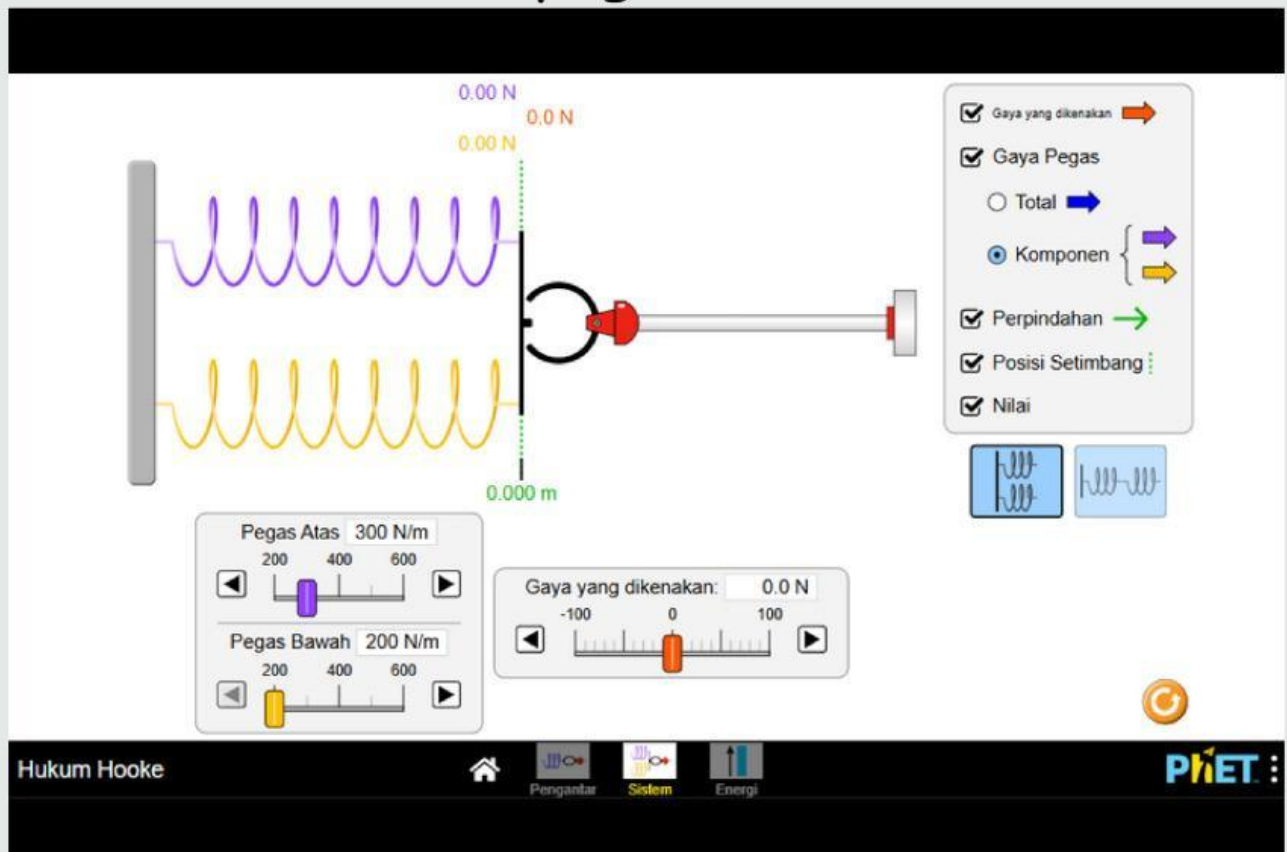 0.00 N
0.0 N
0.00 N
Gaya yang dikenakan
Gaya Pegas
Total
Komponen
Perpindahan
Posisi Setimbang
Nilai
0.000 m
Pegas Atas 300 N/m
200 400 600
Pegas Bawah 200 N/m
200 400 600
Gaya yang dikenakan: 0.0 N
-100 0 100
Hukum Hooke
Pengantar
Sistem
Energi
PhET